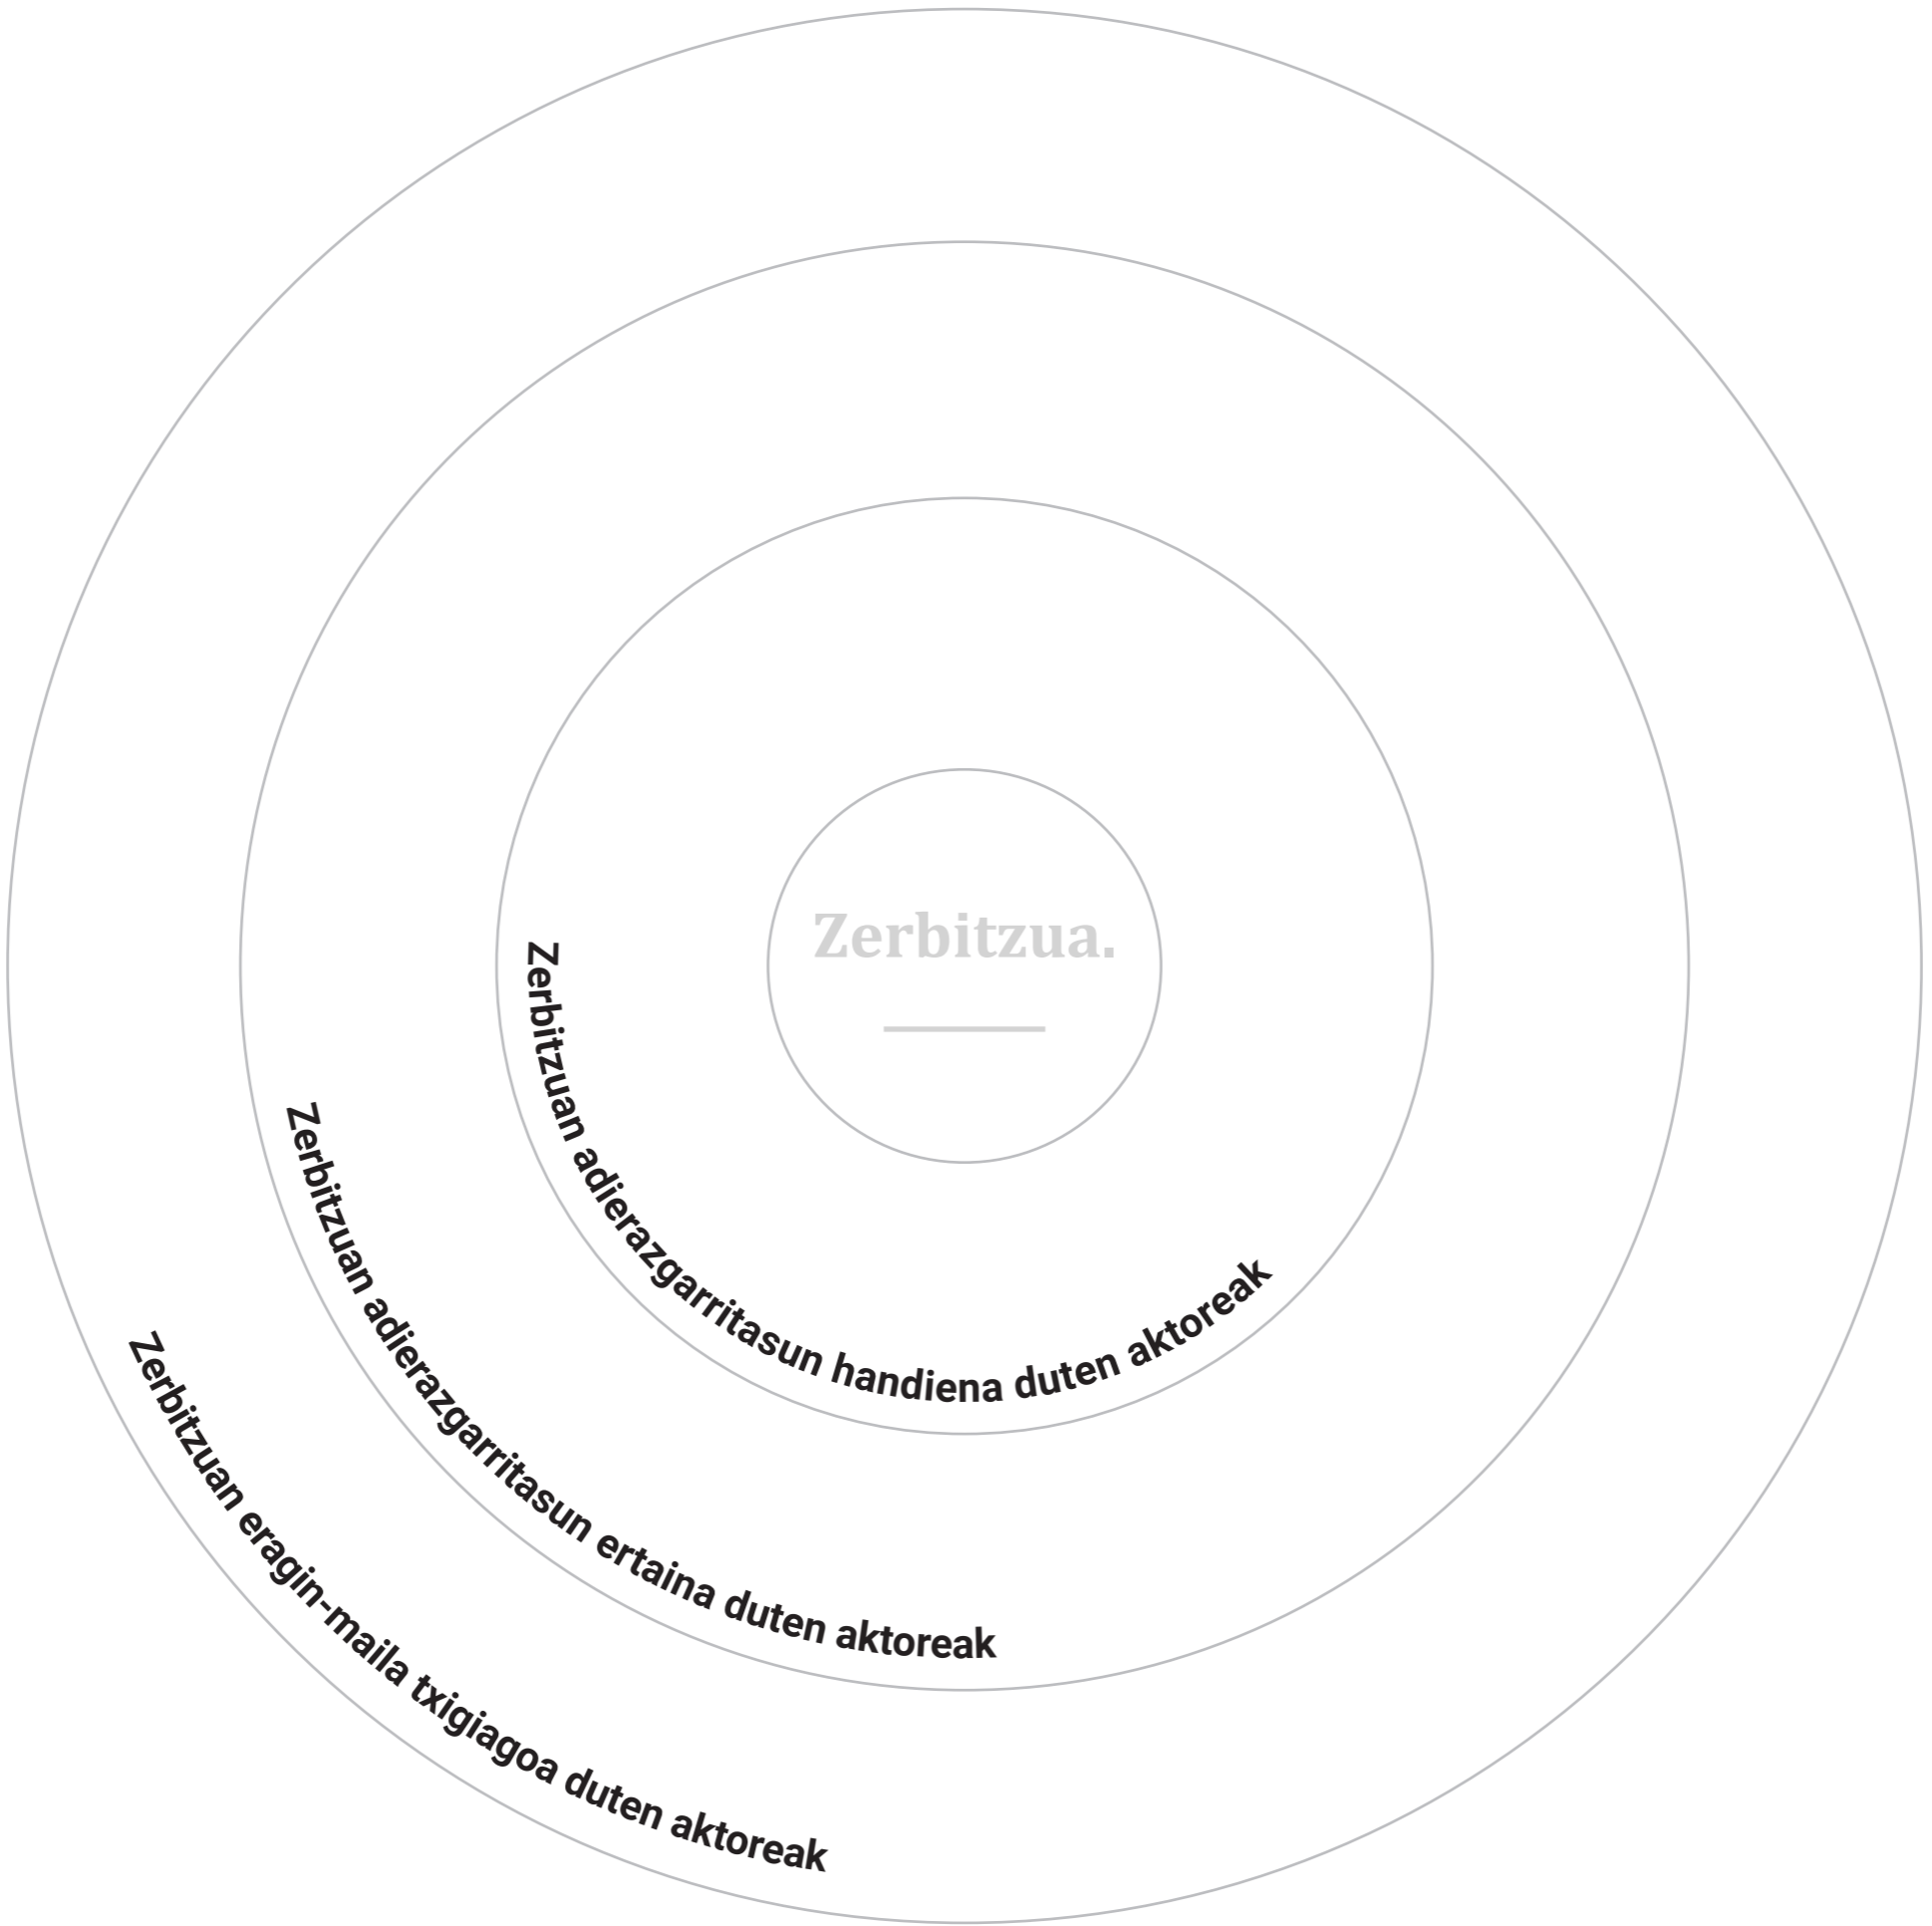 Zerbitzua.
Zerbitzuan adierazgarritasun handiena duten aktoreak
Zerbitzuan adierazgarritasun ertaina duten aktoreak
Zerbitzuan eragin-maila txigiagoa duten aktoreak